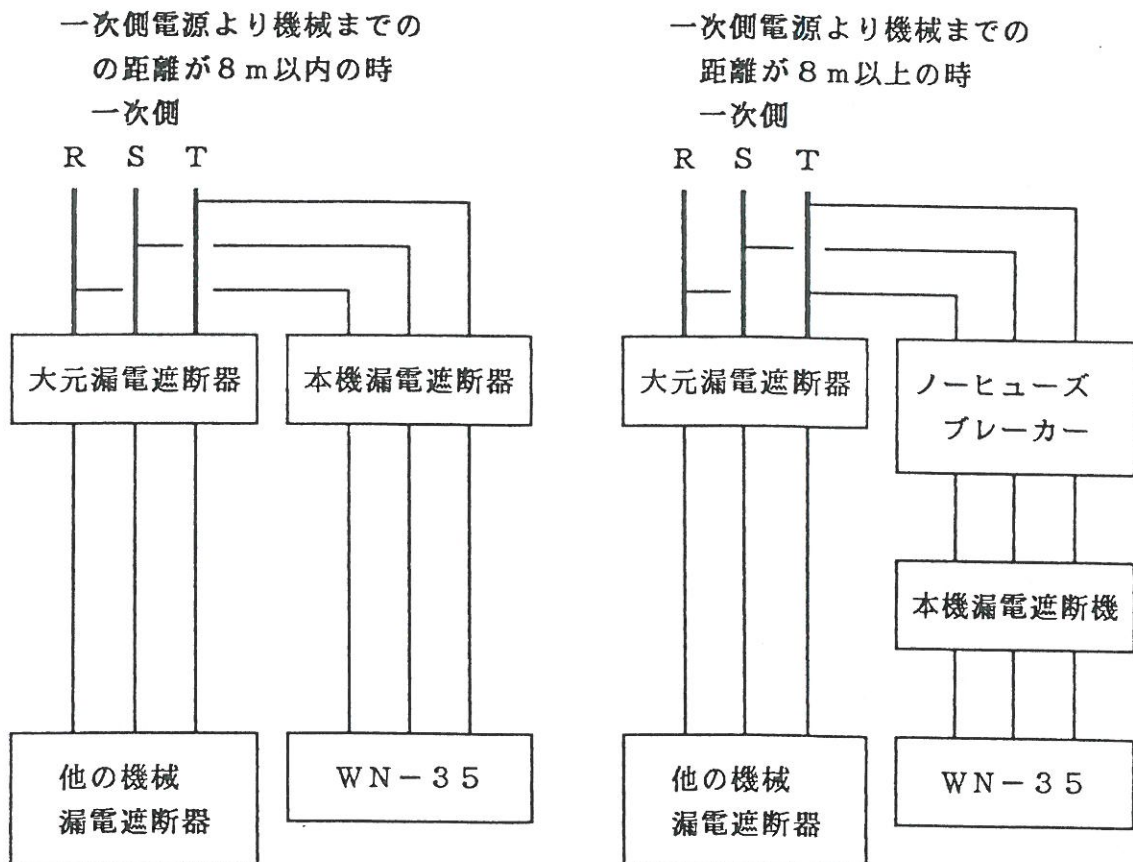 一次側電源より機械までの
の距離が8m以内の時
一次側
R S T
大元漏電遮断器
本機漏電遮断器
他の機械
漏電遮断器
WN-35
一次側電源より機械までの
距離が8m以上の時
一次側
R S T
大元漏電遮断器
ノーヒューズ
ブレーカー
本機漏電遮断機
他の機械
漏電遮断器
WN-35